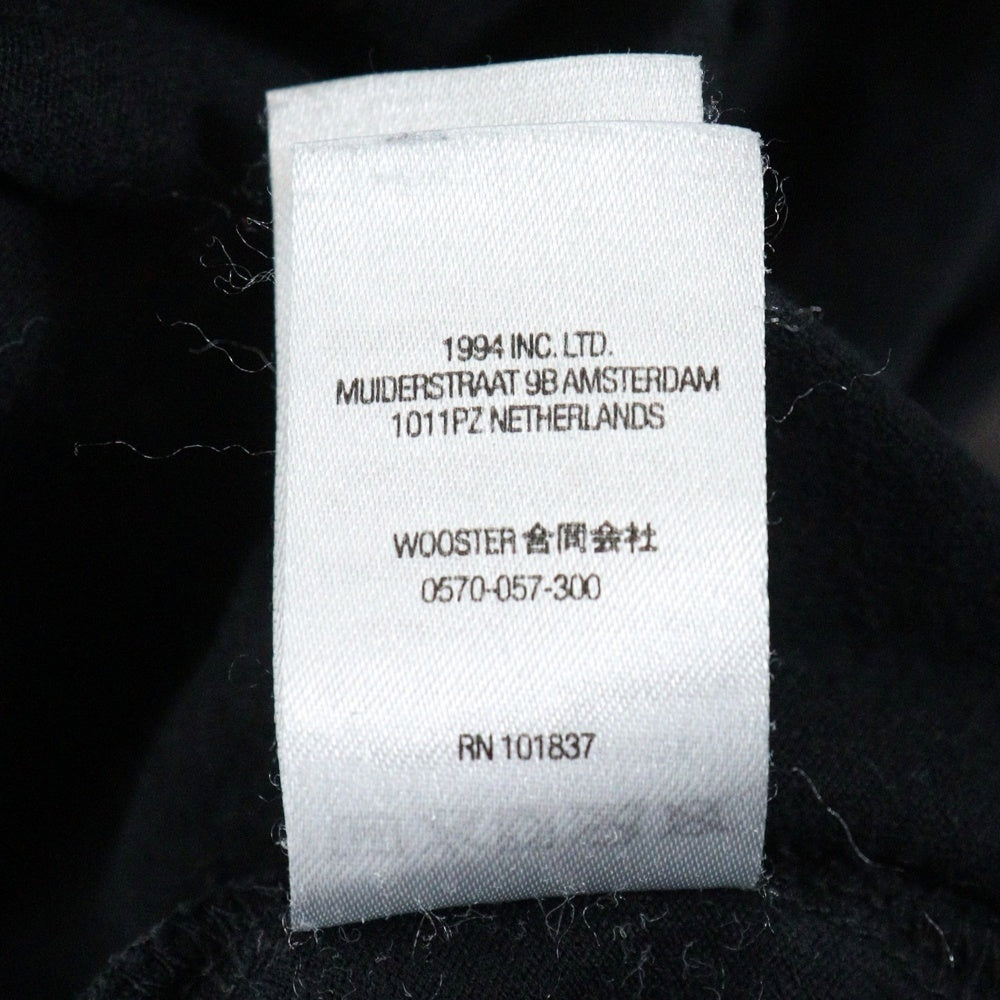 1994 INC. LTD.
MUIDERSTRAAT 9B AMSTERDAM
1011PZ NETHERLANDS
WOOSTER 合同会社
0570-057-300
RN 101837